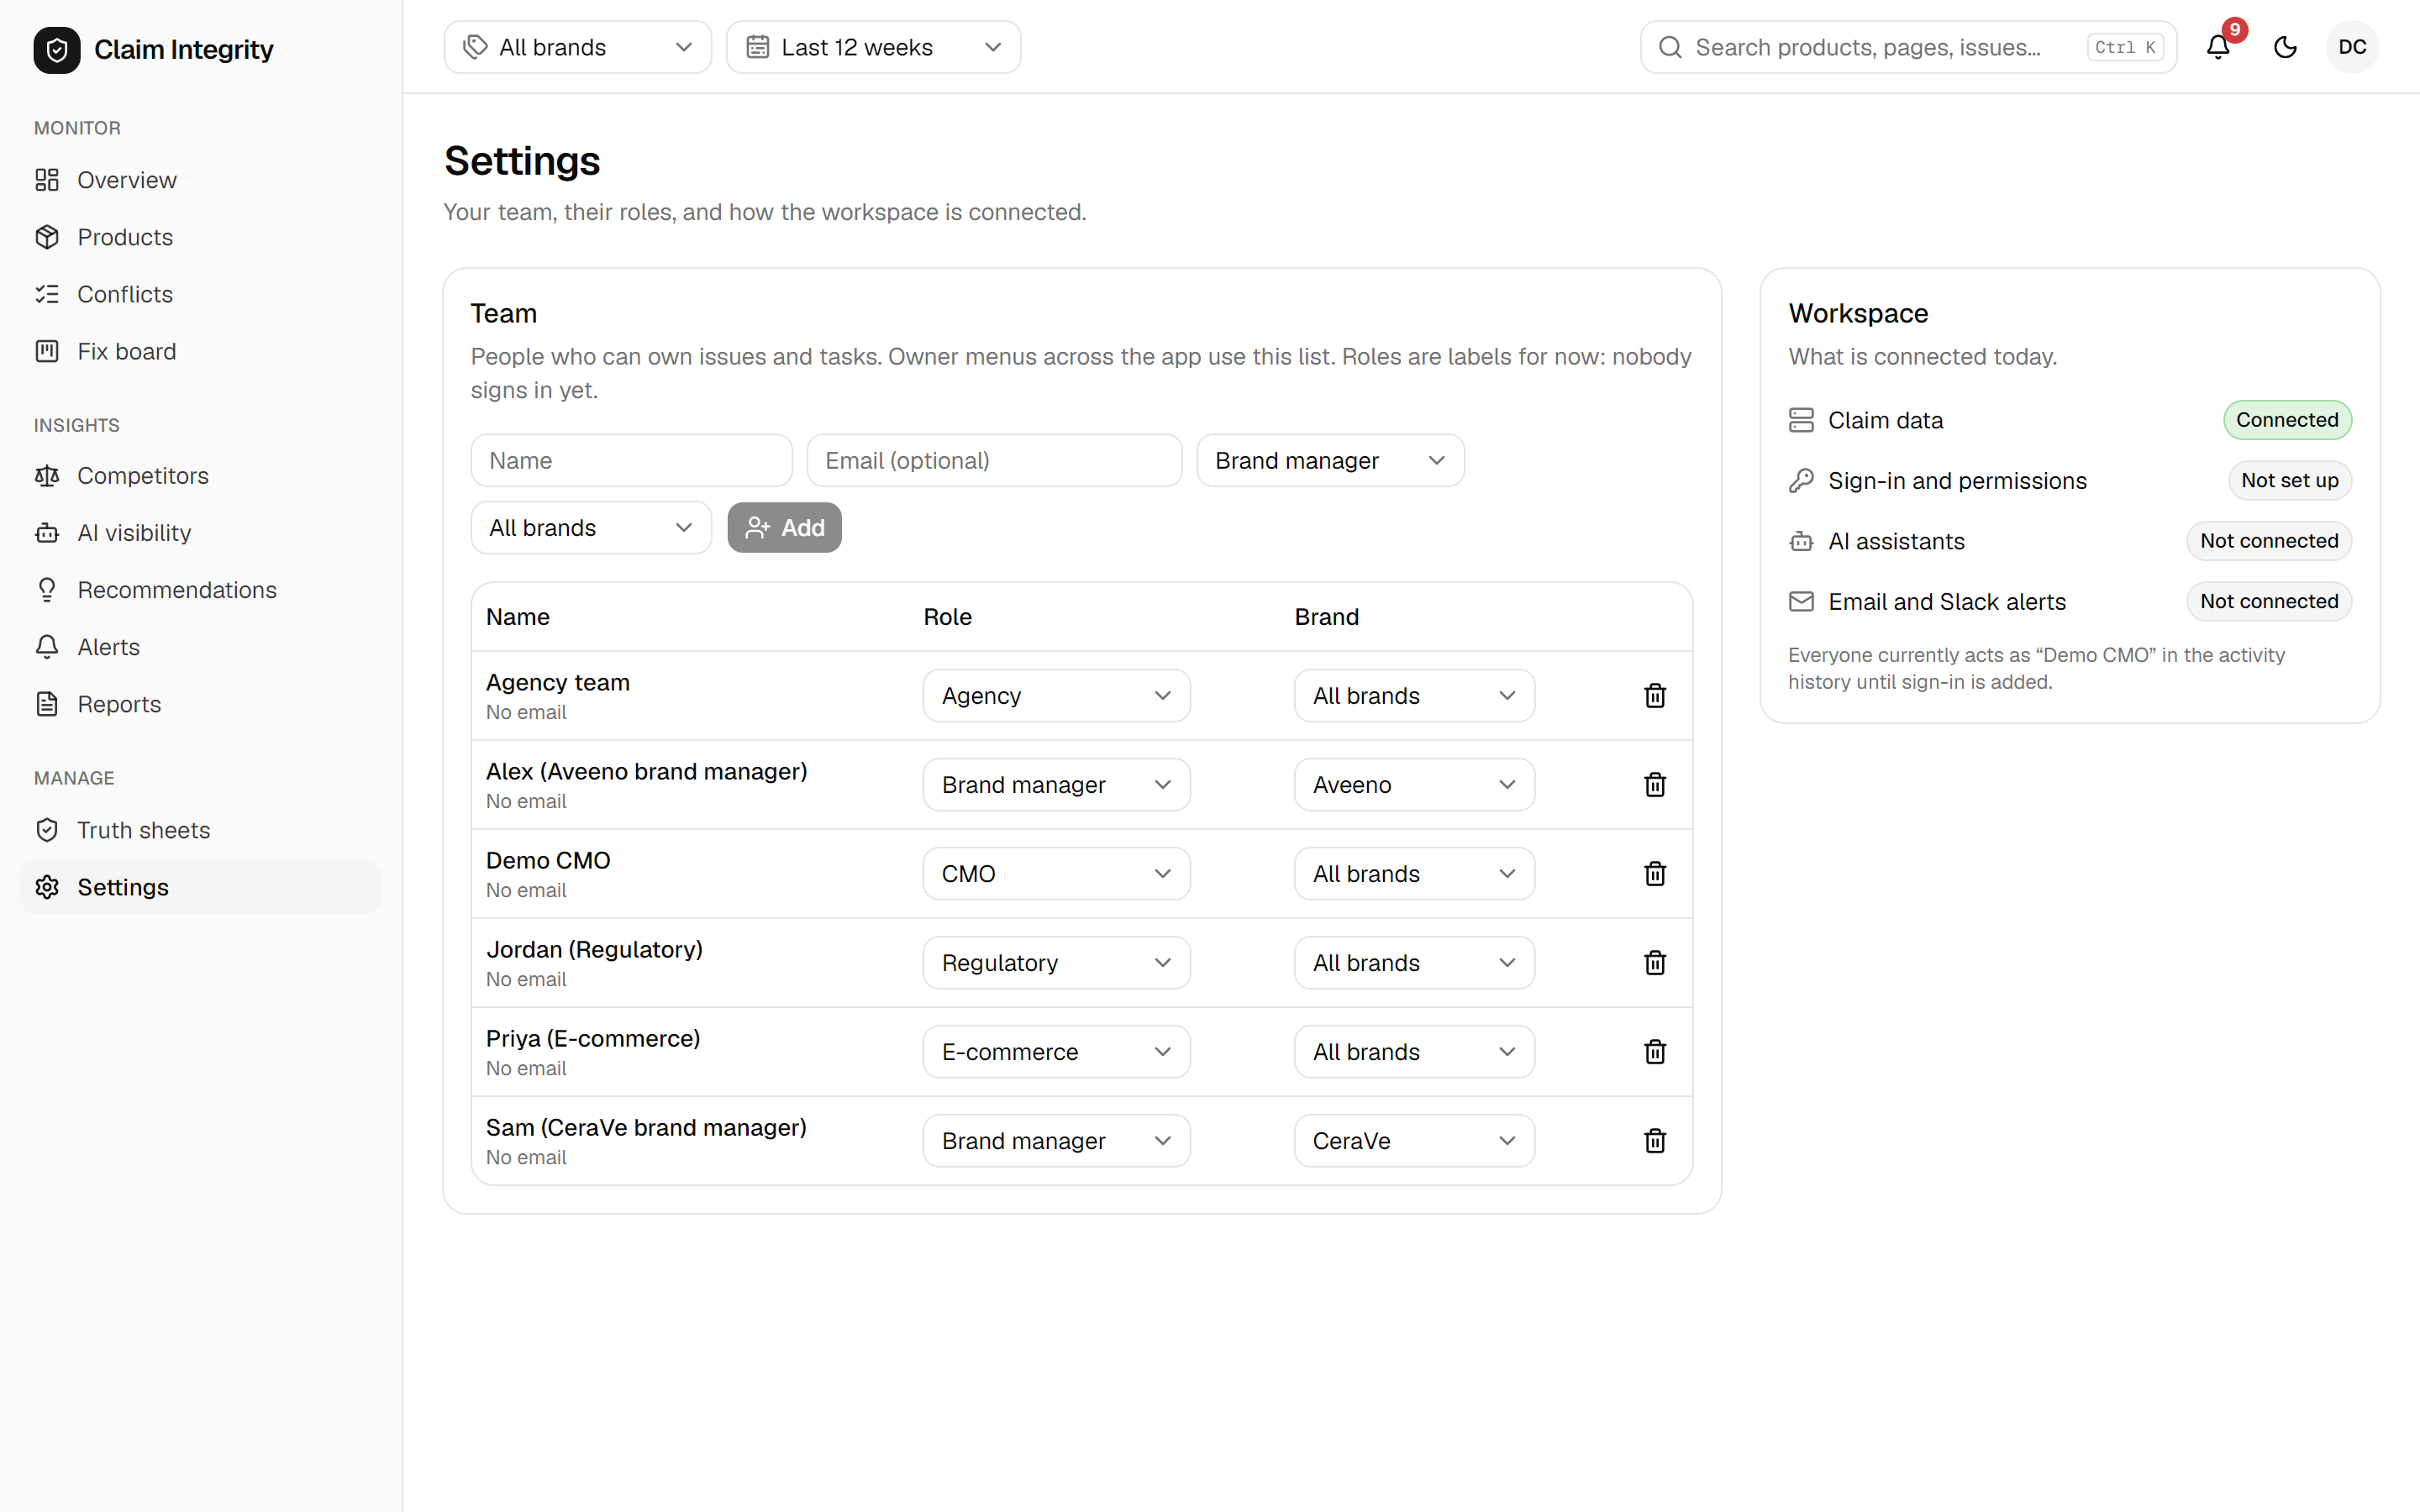 Claim Integrity
All brands
Last 12 weeks
Search products, pages, issues...
Ctrl K
9
DC
MONITOR
Overview
Products
Conflicts
Fix board
INSIGHTS
Competitors
AI visibility
Recommendations
Alerts
Reports
MANAGE
Truth sheets
Settings
Settings
Your team, their roles, and how the workspace is connected.
Team
People who can own issues and tasks. Owner menus across the app use this list. Roles are labels for now: nobody
signs in yet.
Name
Email (optional)
Brand manager
All brands
Add
Name Role Brand
Agency team
No email
Agency
All brands
Alex (Aveeno brand manager)
No email
Brand manager
Aveeno
Demo CMO
No email
CMO
All brands
Jordan (Regulatory)
No email
Regulatory
All brands
Priya (E-commerce)
No email
E-commerce
All brands
Sam (CeraVe brand manager)
No email
Brand manager
CeraVe
Workspace
What is connected today.
Claim data Connected
Sign-in and permissions Not set up
AI assistants Not connected
Email and Slack alerts Not connected
Everyone currently acts as “Demo CMO” in the activity
history until sign-in is added.